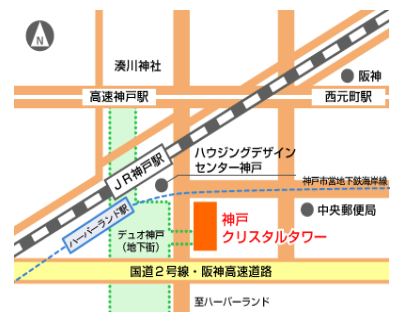 N
湊川神社
阪神
高速神戸駅
西元町駅
ハウジングデザイン
センター神戸
JR神戸駅
神戸市営地下鉄海岸線
ハーバーランド駅
中央郵便局
神戸
クリスタルタワー
デュオ神戸
（地下街）
国道２号線・阪神高速道路
至ハーバーランド